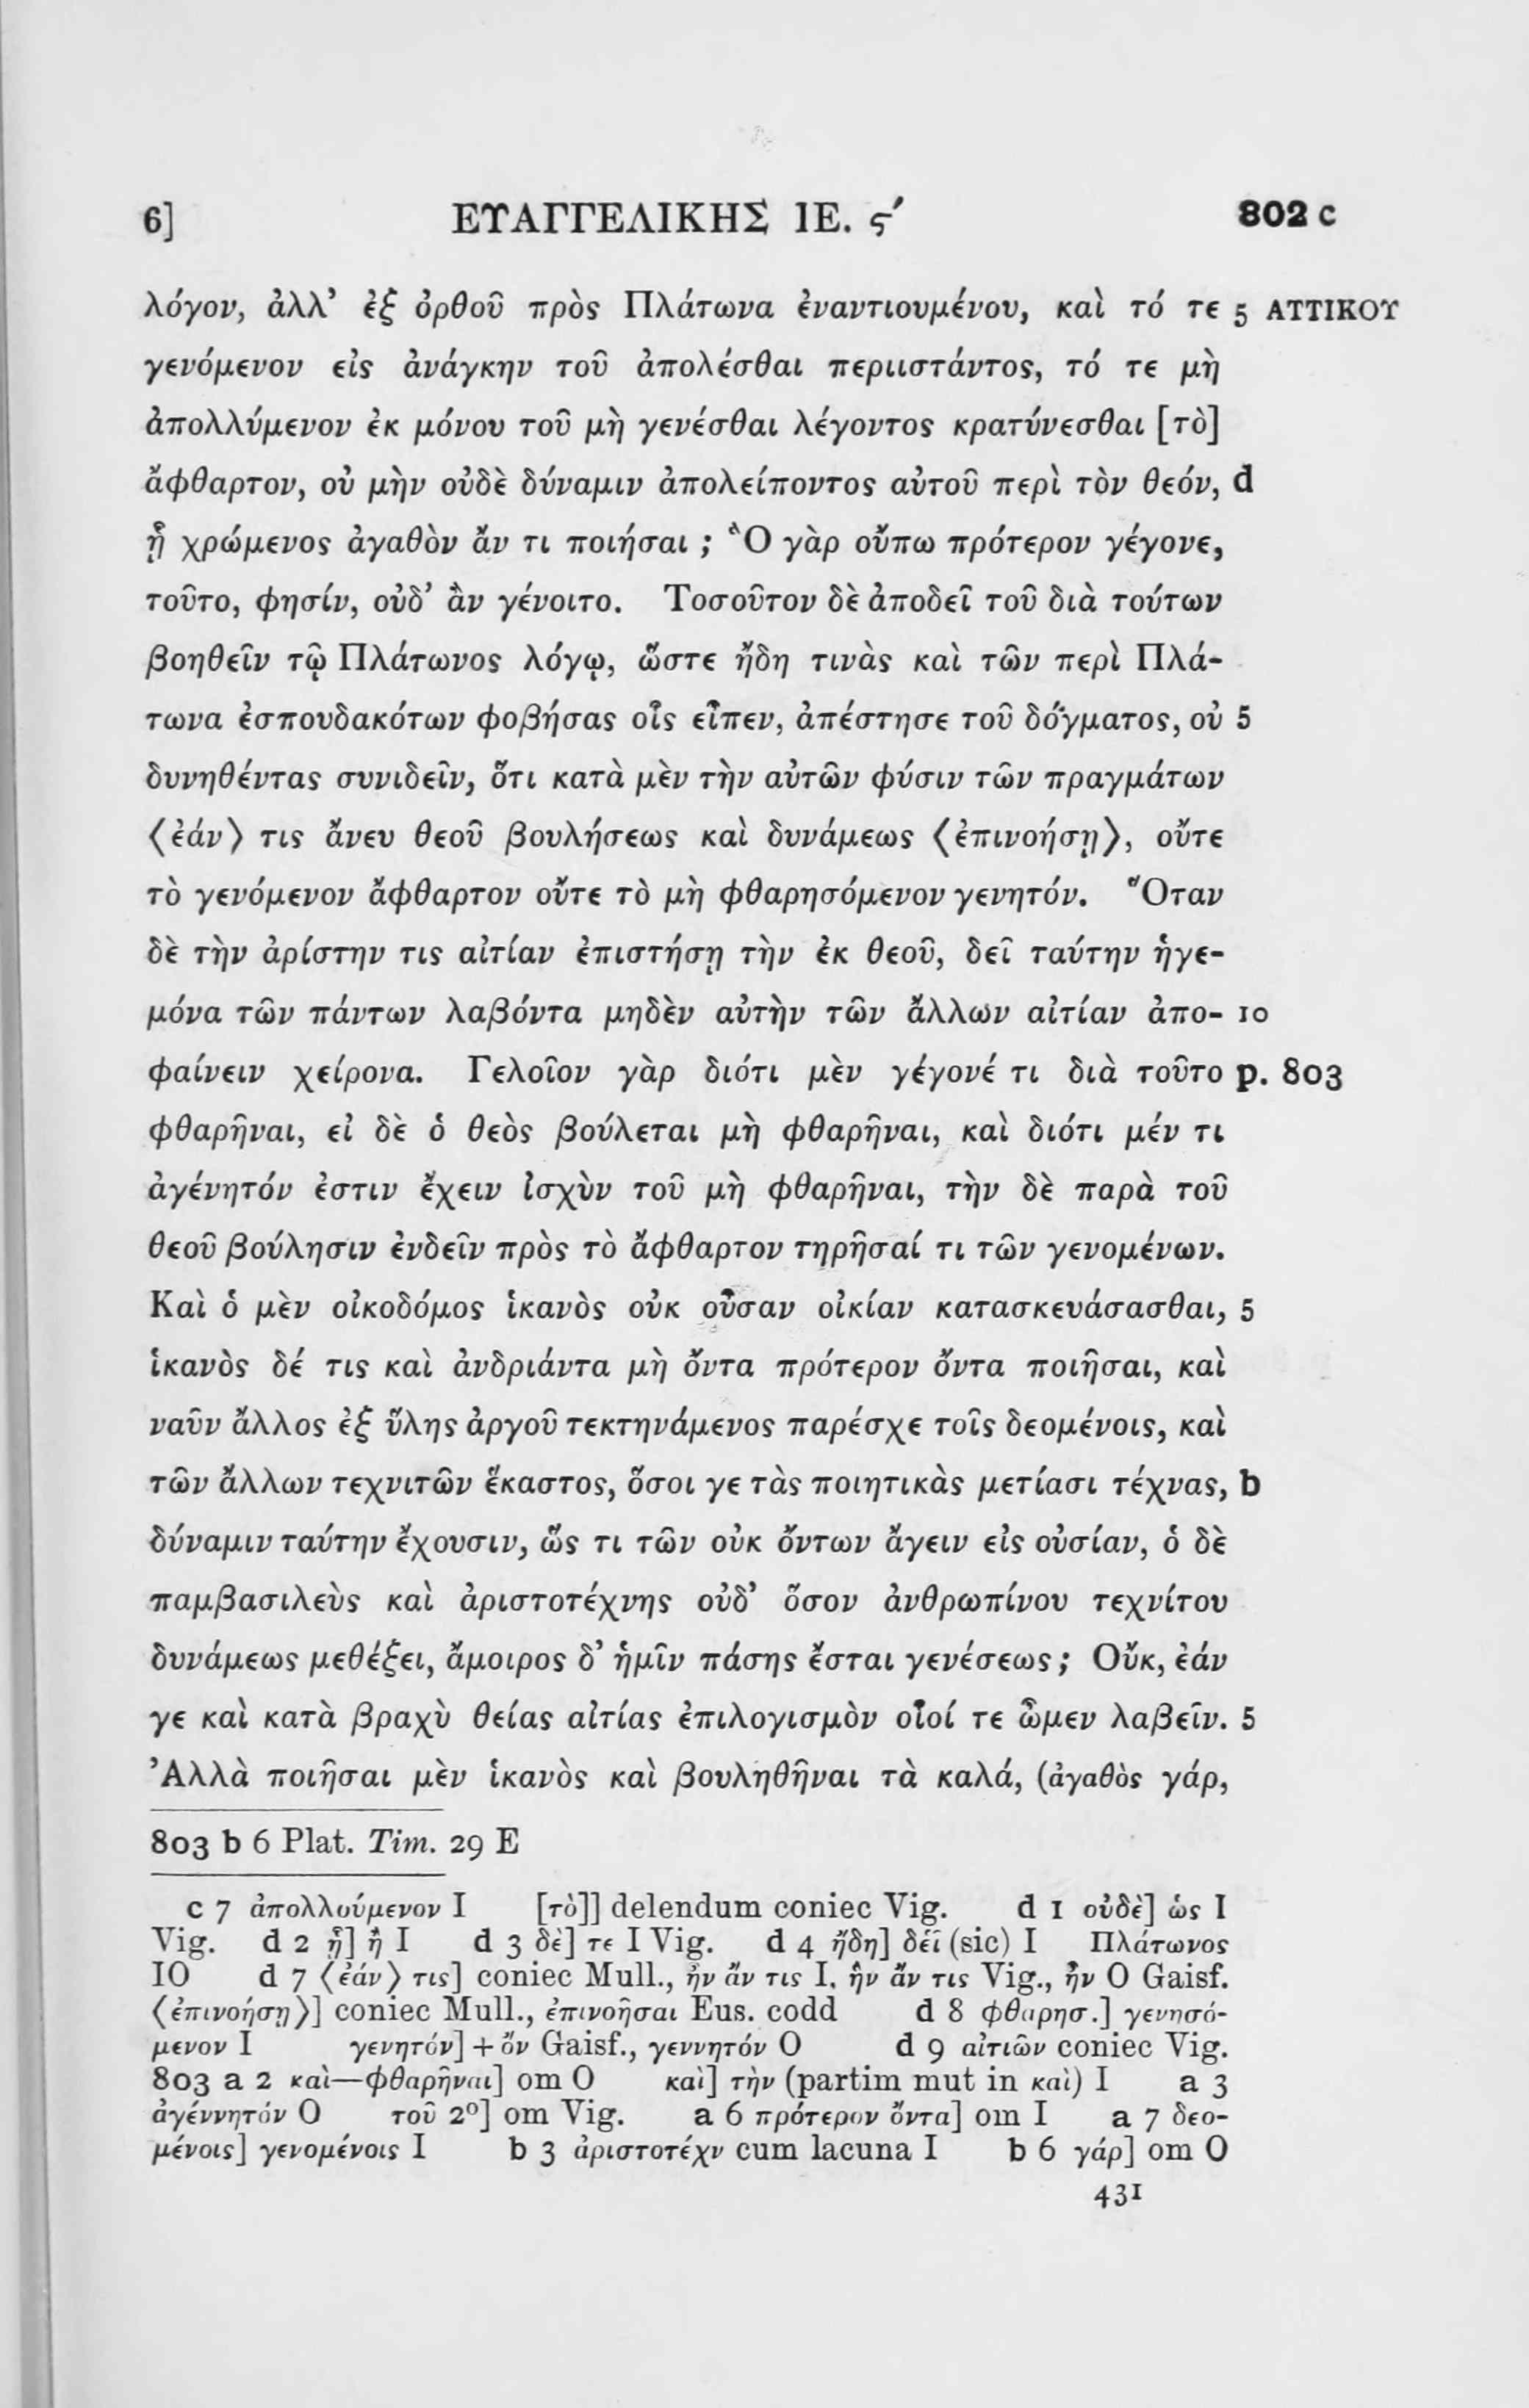 6] ΕΥΑΓΓΕΛΙΚΗΣ ΙΕ. ϛ′ 802 c
λόγον, ἀλλ’ ἐξ ὀρθοῦ πρὸς Πλάτωνα ἐναντιουμένου, καὶ τό τε 5 ΑΤΤΙΚΟΥ
γενόμενον εἰς ἀνάγκην τοῦ ἀπολέσθαι περιιστάντος, τό τε μὴ
ἀπολλύμενον ἐκ μόνου τοῦ μὴ γενέσθαι λέγοντος κρατύνεσθαι [τὸ]
ἄφθαρτον, οὐ μὴν οὐδὲ δύναμιν ἀπολείποντος αὐτοῦ περὶ τὸν θεόν, d
ᾗ χρώμενος ἀγαθὸν ἄν τι ποιήσαι ; Ὃ γὰρ οὔπω πρότερον γέγονε,
τοῦτο, φησίν, οὐδ’ ἂν γένοιτο. Τοσοῦτον δὲ ἀποδεῖ τοῦ διὰ τούτων
βοηθεῖν τῷ Πλάτωνος λόγῳ, ὥστε ἤδη τινὰς καὶ τῶν περὶ Πλά-
τωνα ἐσπουδακότων φοβήσας οἷς εἶπεν, ἀπέστησε τοῦ δόγματος, οὐ 5
δυνηθέντας συνιδεῖν, ὅτι κατὰ μὲν τὴν αὐτῶν φύσιν τῶν πραγμάτων
⟨ἐάν⟩ τις ἄνευ θεοῦ βουλήσεως καὶ δυνάμεως ⟨ἐπινοήσῃ⟩, οὔτε
τὸ γενόμενον ἄφθαρτον οὔτε τὸ μὴ φθαρησόμενον γενητόν. Ὅταν
δὲ τὴν ἀρίστην τις αἰτίαν ἐπιστήσῃ τὴν ἐκ θεοῦ, δεῖ ταύτην ἡγε-
μόνα τῶν πάντων λαβόντα μηδὲν αὐτὴν τῶν ἄλλων αἰτίαν ἀπο- 10
φαίνειν χείρονα. Γελοῖον γὰρ διότι μὲν γέγονέ τι διὰ τοῦτο p. 803
φθαρῆναι, εἰ δὲ ὁ θεὸς βούλεται μὴ φθαρῆναι, καὶ διότι μέν τι
ἀγένητόν ἐστιν ἔχειν ἰσχὺν τοῦ μὴ φθαρῆναι, τὴν δὲ παρὰ τοῦ
θεοῦ βούλησιν ἐνδεῖν πρὸς τὸ ἄφθαρτον τηρῆσαί τι τῶν γενομένων.
Καὶ ὁ μὲν οἰκοδόμος ἱκανὸς οὐκ οὖσαν οἰκίαν κατασκευάσασθαι, 5
ἱκανὸς δέ τις καὶ ἀνδριάντα μὴ ὄντα πρότερον ὄντα ποιῆσαι, καὶ
ναῦν ἄλλος ἐξ ὕλης ἀργοῦ τεκτηνάμενος παρέσχε τοῖς δεομένοις, καὶ
τῶν ἄλλων τεχνιτῶν ἕκαστος, ὅσοι γε τὰς ποιητικὰς μετίασι τέχνας, b
δύναμιν ταύτην ἔχουσιν, ὥς τι τῶν οὐκ ὄντων ἄγειν εἰς οὐσίαν, ὁ δὲ
παμβασιλεὺς καὶ ἀριστοτέχνης οὐδ’ ὅσον ἀνθρωπίνου τεχνίτου
δυνάμεως μεθέξει, ἄμοιρος δ’ ἡμῖν πάσης ἔσται γενέσεως ; Οὔκ, ἐάν
γε καὶ κατὰ βραχὺ θείας αἰτίας ἐπιλογισμὸν οἷοί τε ὦμεν λαβεῖν. 5
Ἀλλὰ ποιῆσαι μὲν ἱκανὸς καὶ βουληθῆναι τὰ καλά, (ἀγαθὸς γάρ,
803 b 6 Plat. Tim. 29 E
c 7 ἀπολλούμενον I [τὸ]] delendum coniec Vig. d 1 οὐδὲ] ὡς I
Vig. d 2 ᾗ] ἢ I d 3 δὲ] τε I Vig. d 4 ἤδη] δέῖ (sic) I Πλάτωνος
IO d 7 ⟨ἐάν⟩ τις] coniec Mull., ἠν ἄν τις I, ἡν ἄν τις Vig., ἦν O Gaisf.
⟨ἐπινοήσῃ⟩] coniec Mull., ἐπινοῆσαι Eus. codd d 8 φθαρησ.] γενησό-
μενον I γενητόν] + ὄν Gaisf., γεννητόν O d 9 αἰτιῶν coniec Vig.
803 a 2 καὶ—φθαρῆναι] om O καὶ] τὴν (partim mut in καὶ) I a 3
ἀγέννητόν O τοῦ 2º] om Vig. a 6 πρότερον ὄντα] om I a 7 δεο-
μένοις] γενομένοις I b 3 ἀριστοτέχν cum lacuna I b 6 γάρ] om O
431